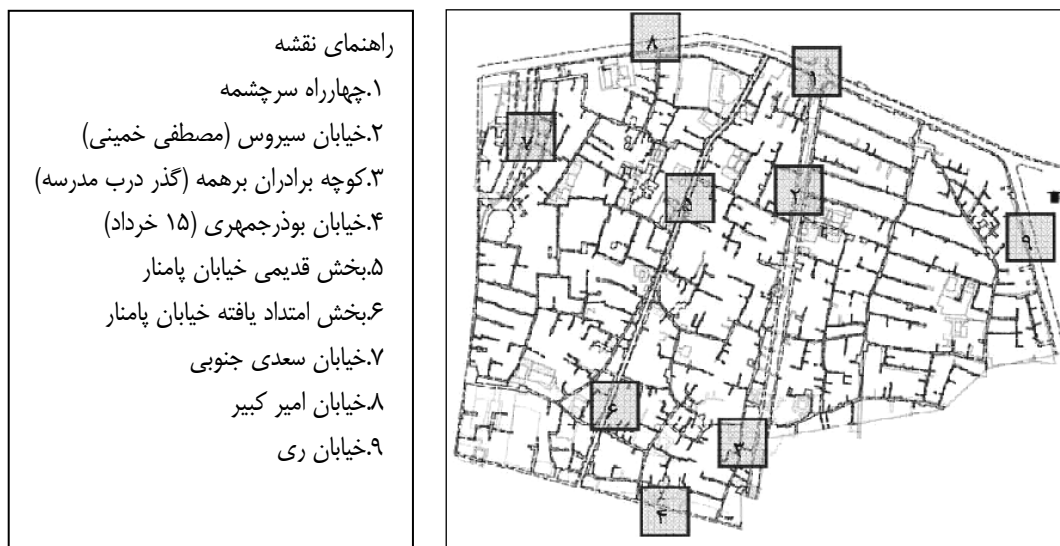 راهنمای نقشه
۱.چهارراه سرچشمه
۲.خیابان سیروس (مصطفی خمینی)
۳.کوچه برادران برهمه (گذر درب مدرسه)
۴.خیابان بوذرجمهری (۱۵ خرداد)
۵.بخش قدیمی خیابان پامنار
۶.بخش امتداد یافته خیابان پامنار
۷.خیابان سعدی جنوبی
۸.خیابان امیر کبیر
۹.خیابان ری
۸
۱
۷
۵
۲
۹
۶
۳
۴